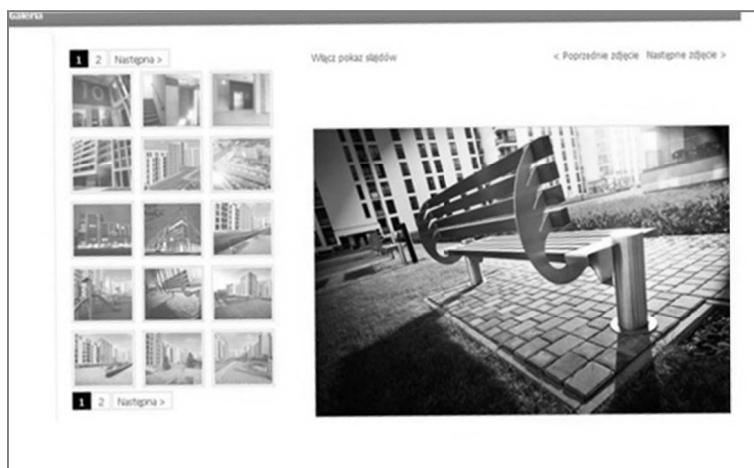 Galeria
1 2 Następna >
Włącz pokaz slajdów
< Poprzednie zdjęcie Następne zdjęcie >
1 2 Następna >